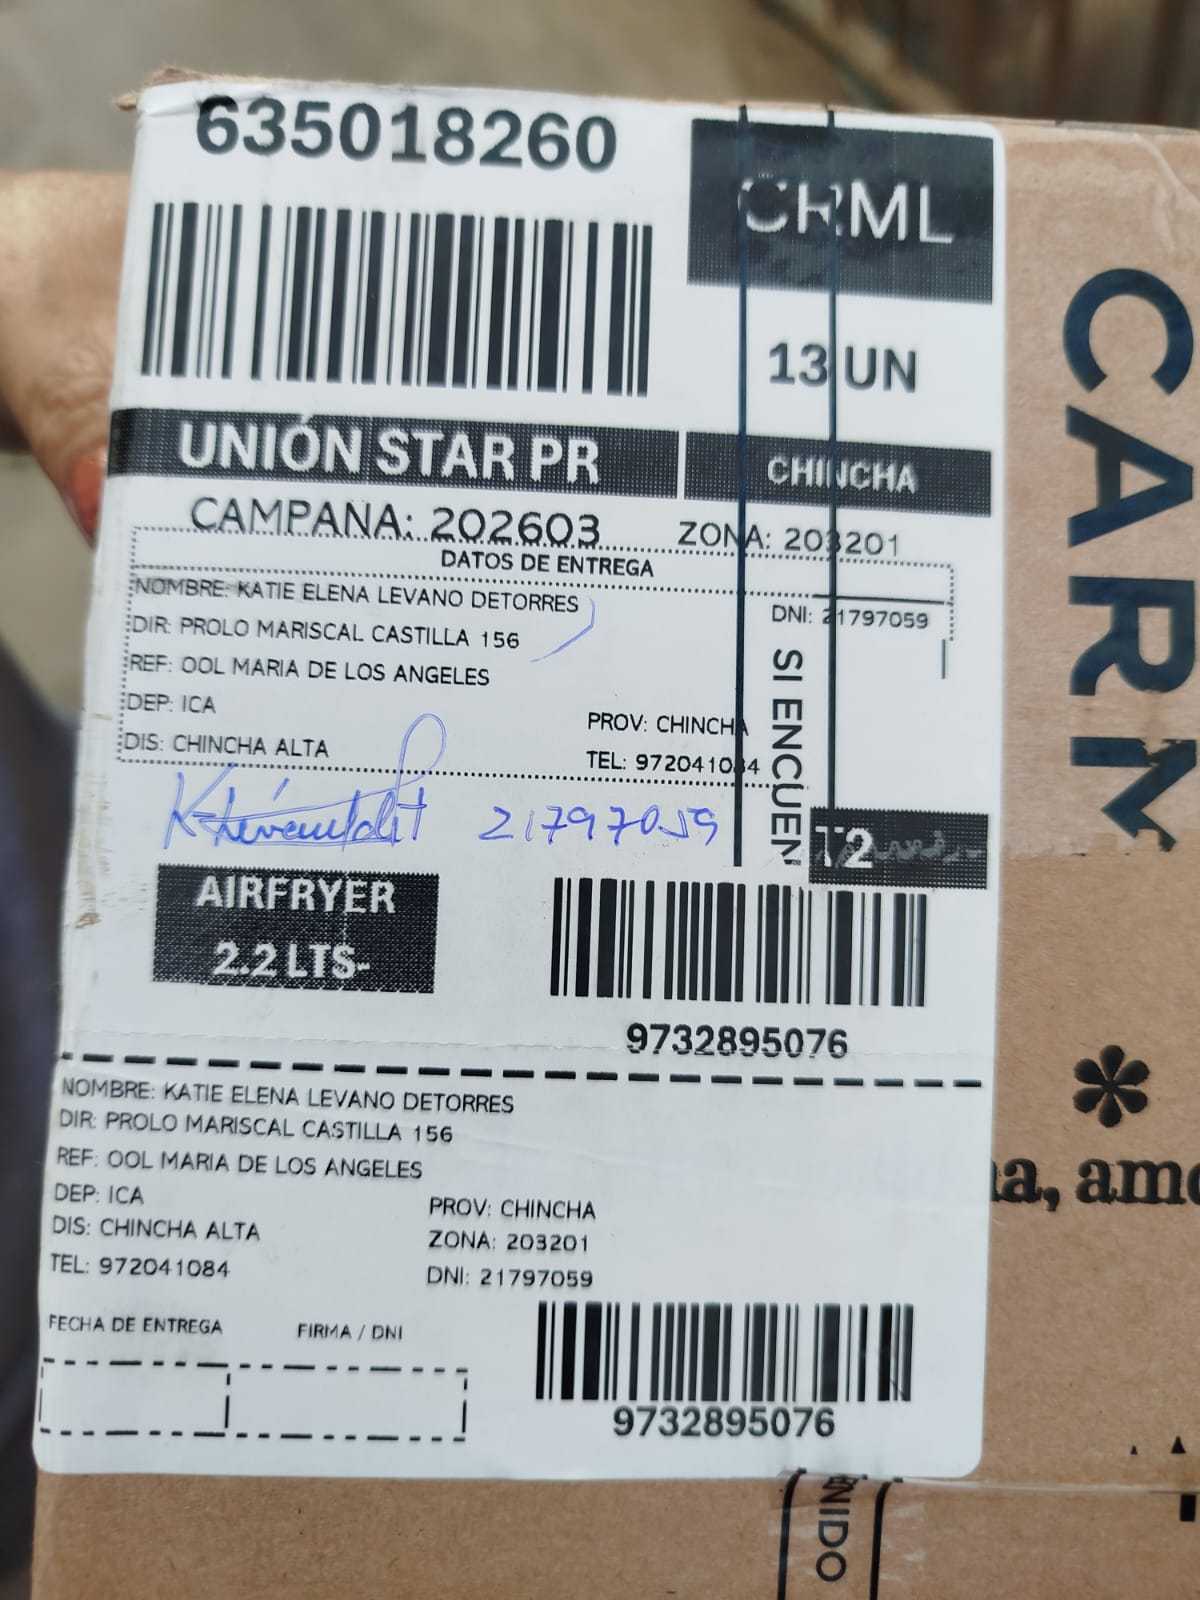 635018260
CRML
13 UN
UNIÓN STAR PR
CHINCHA
CAMPAÑA: 202603
ZONA: 203201
DATOS DE ENTREGA
NOMBRE: KATIE ELENA LEVANO DETORRES
DNI: 21797059
DIR: PROLO MARISCAL CASTILLA 156
REF: OOL MARIA DE LOS ANGELES
DEP: ICA
PROV: CHINCHA
DIS: CHINCHA ALTA
TEL: 972041084
SI ENCUEN
21797059
T2
AIRFRYER
2.2 LTS-
9732895076
NOMBRE: KATIE ELENA LEVANO DETORRES
DIR: PROLO MARISCAL CASTILLA 156
REF: OOL MARIA DE LOS ANGELES
DEP: ICA
PROV: CHINCHA
DIS: CHINCHA ALTA
ZONA: 203201
TEL: 972041084
DNI: 21797059
FECHA DE ENTREGA
FIRMA / DNI
9732895076
CARIÑ
a, amo
NIDO